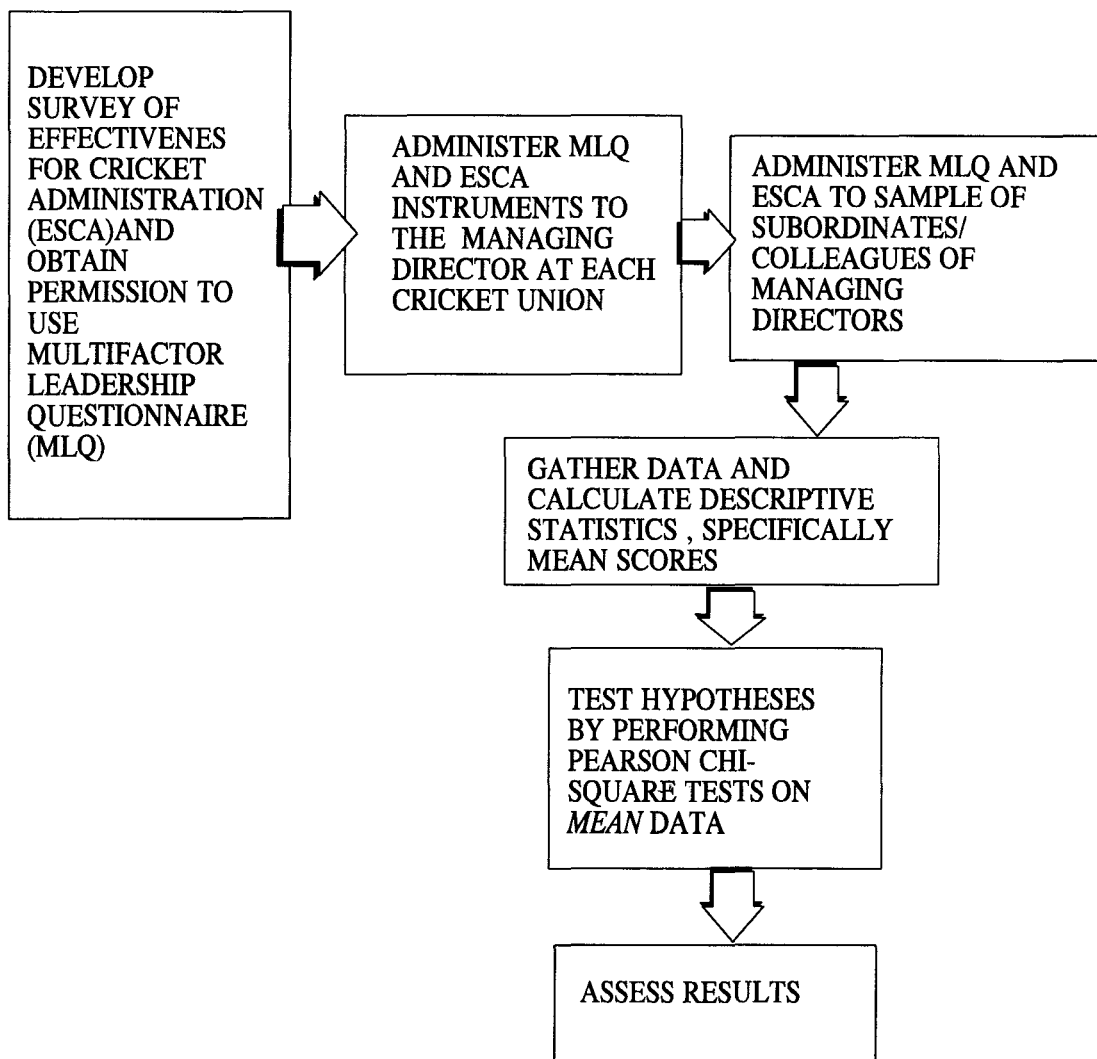 DEVELOP
SURVEY OF
EFFECTIVENES
FOR CRICKET
ADMINISTRATION
(ESCA)AND
OBTAIN
PERMISSION TO
USE
MULTIFACTOR
LEADERSHIP
QUESTIONNAIRE
(MLQ)
ADMINISTER MLQ
AND ESCA
INSTRUMENTS TO
THE MANAGING
DIRECTOR AT EACH
CRICKET UNION
ADMINISTER MLQ AND
ESCA TO SAMPLE OF
SUBORDINATES/
COLLEAGUES OF
MANAGING
DIRECTORS
GATHER DATA AND
CALCULATE DESCRIPTIVE
STATISTICS , SPECIFICALLY
MEAN SCORES
TEST HYPOTHESES
BY PERFORMING
PEARSON CHI-
SQUARE TESTS ON
MEAN DATA
ASSESS RESULTS